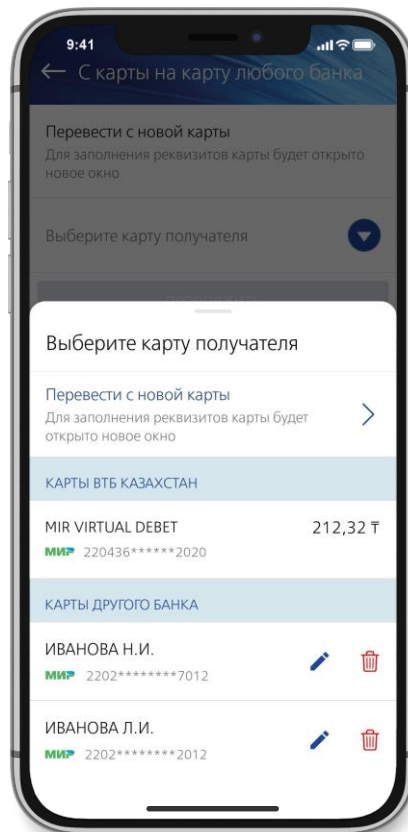 9:41
С карты на карту любого банка
Перевести с новой карты
Для заполнения реквизитов карты будет открыто
новое окно
Выберите карту получателя
Выберите карту получателя
Перевести с новой карты
Для заполнения реквизитов карты будет
открыто новое окно
КАРТЫ ВТБ КАЗАХСТАН
MIR VIRTUAL DEBET 212,32 ₸
МИР 220436******2020
КАРТЫ ДРУГОГО БАНКА
ИВАНОВА Н.И.
МИР 2202********7012
ИВАНОВА Л.И.
МИР 2202********2012